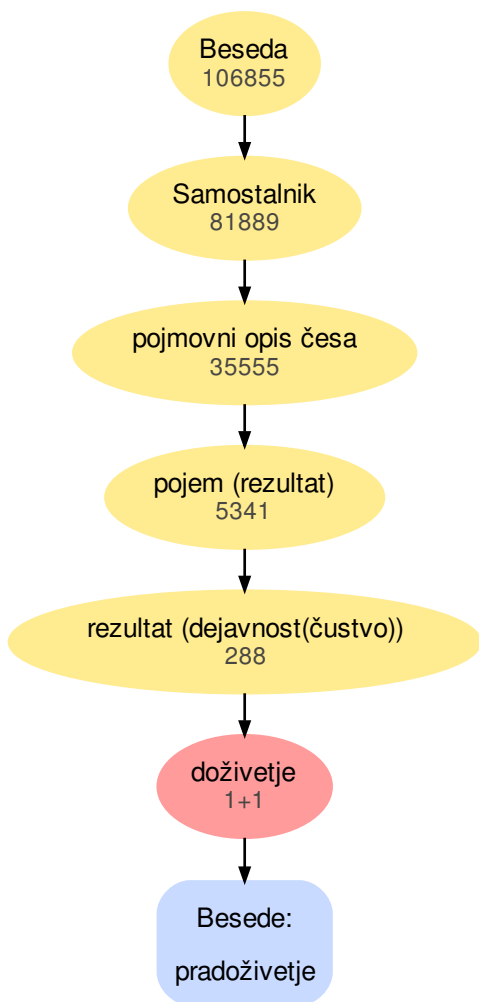 Beseda
106855
Samostalnik
81889
pojmovni opis česa
35555
pojem (rezultat)
5341
rezultat (dejavnost(čustvo))
288
doživetje
1+1
Besede:
pradoživetje